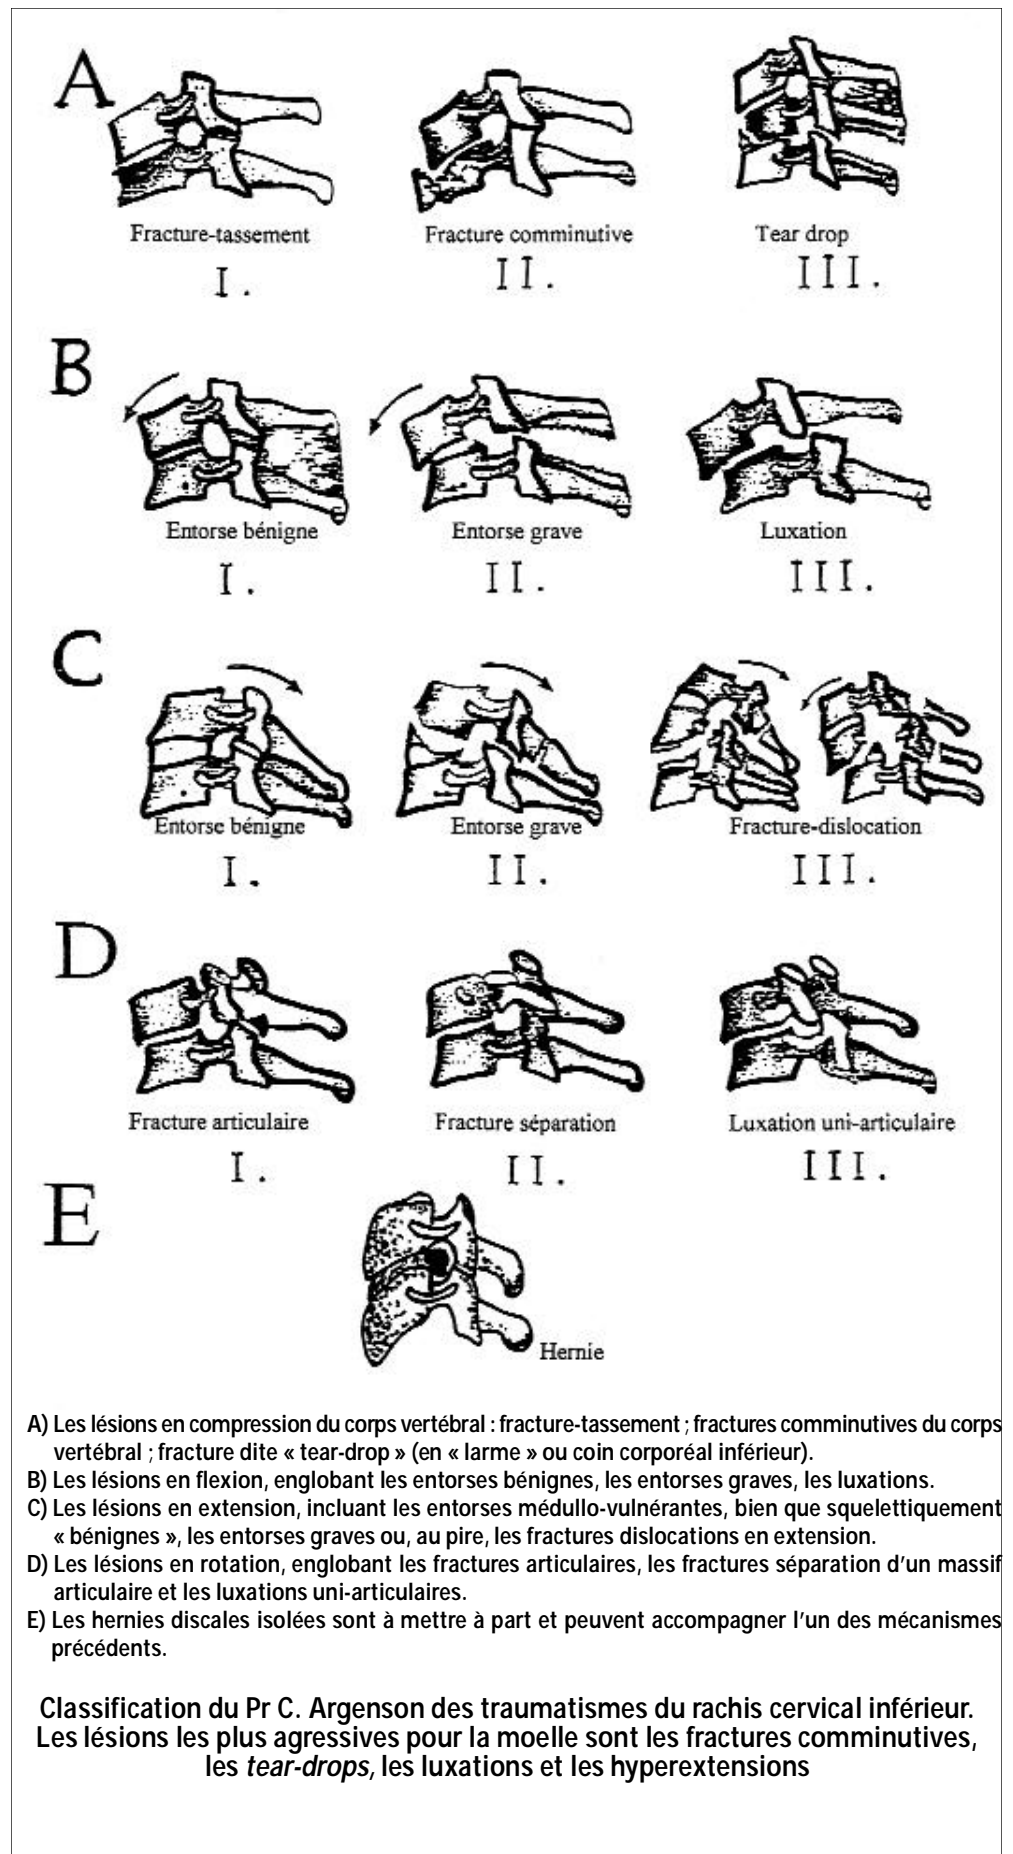 A
Fracture-tassement
Fracture comminutive
Tear drop
I.
II.
III.
B
Entorse bénigne
Entorse grave
Luxation
I.
II.
III.
C
Entorse bénigne
Entorse grave
Fracture-dislocation
I.
II.
III.
D
Fracture articulaire
Fracture séparation
Luxation uni-articulaire
I.
II.
III.
E
Hernie
A) Les lésions en compression du corps vertébral : fracture-tassement ; fractures comminutives du corps
vertébral ; fracture dite « tear-drop » (en « larme » ou coin corporéal inférieur).
B) Les lésions en flexion, englobant les entorses bénignes, les entorses graves, les luxations.
C) Les lésions en extension, incluant les entorses médullo-vulnérantes, bien que squelettiquement
« bénignes », les entorses graves ou, au pire, les fractures dislocations en extension.
D) Les lésions en rotation, englobant les fractures articulaires, les fractures séparation d’un massif
articulaire et les luxations uni-articulaires.
E) Les hernies discales isolées sont à mettre à part et peuvent accompagner l’un des mécanismes
précédents.
Classification du Pr C. Argenson des traumatismes du rachis cervical inférieur.
Les lésions les plus agressives pour la moelle sont les fractures comminutives,
les tear-drops, les luxations et les hyperextensions